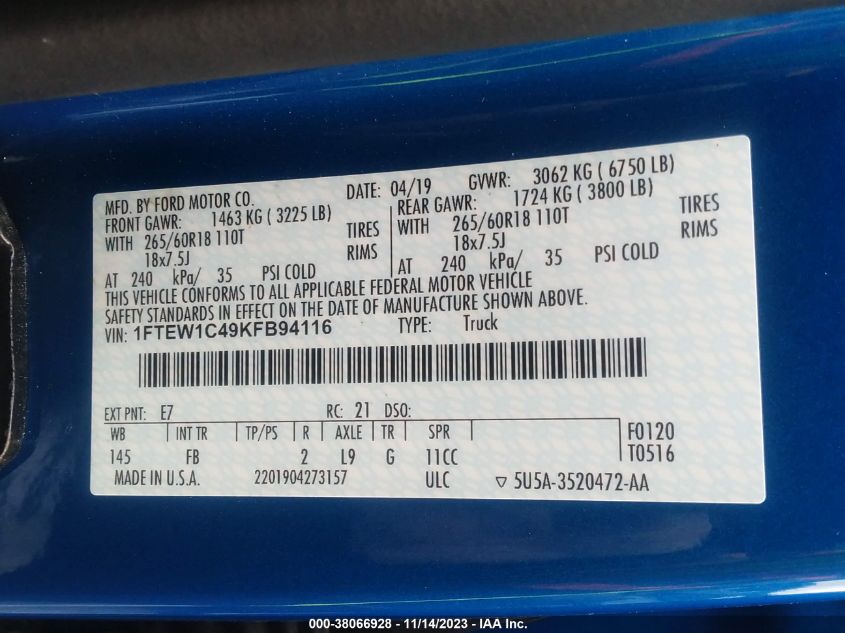 MFD. BY FORD MOTOR CO. DATE: 04/19 GVWR: 3062 KG ( 6750 LB)
FRONT GAWR: 1463 KG ( 3225 LB) REAR GAWR: 1724 KG ( 3800 LB)
WITH 265/60R18 110T TIRES WITH 265/60R18 110T TIRES
18x7.5J RIMS 18x7.5J RIMS
AT 240 kPa/ 35 PSI COLD AT 240 kPa/ 35 PSI COLD
THIS VEHICLE CONFORMS TO ALL APPLICABLE FEDERAL MOTOR VEHICLE
SAFETY STANDARDS IN EFFECT ON THE DATE OF MANUFACTURE SHOWN ABOVE.
VIN: 1FTEW1C49KFB94116 TYPE: Truck
EXT PNT: E7 RC: 21 DSO:
WB INT TR TP/PS R AXLE TR SPR F0120
145 FB 2 L9 G 11CC T0516
MADE IN U.S.A. 2201904273157 ULC ▽ 5U5A-3520472-AA
000-38066928 - 11/14/2023 - IAA Inc.